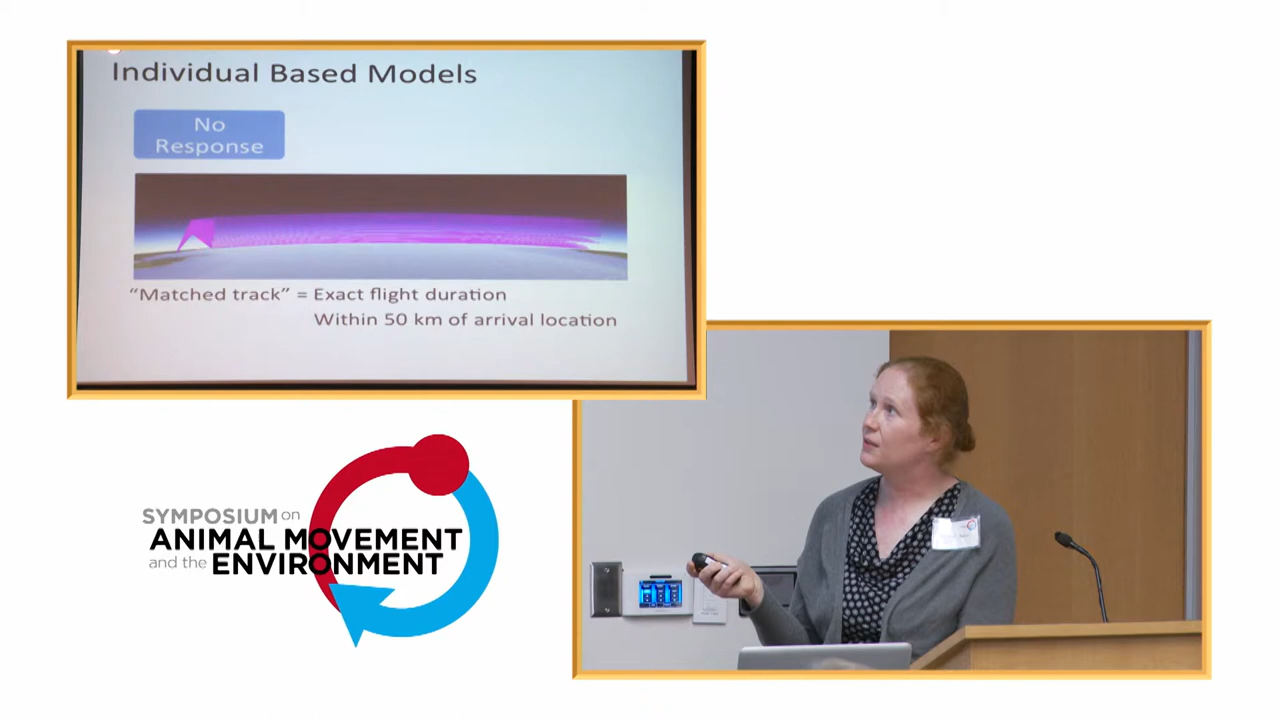 Individual Based Models
No
Response
“Matched track” = Exact flight duration
Within 50 km of arrival location
SYMPOSIUM on
ANIMAL MOVEMENT
and the ENVIRONMENT